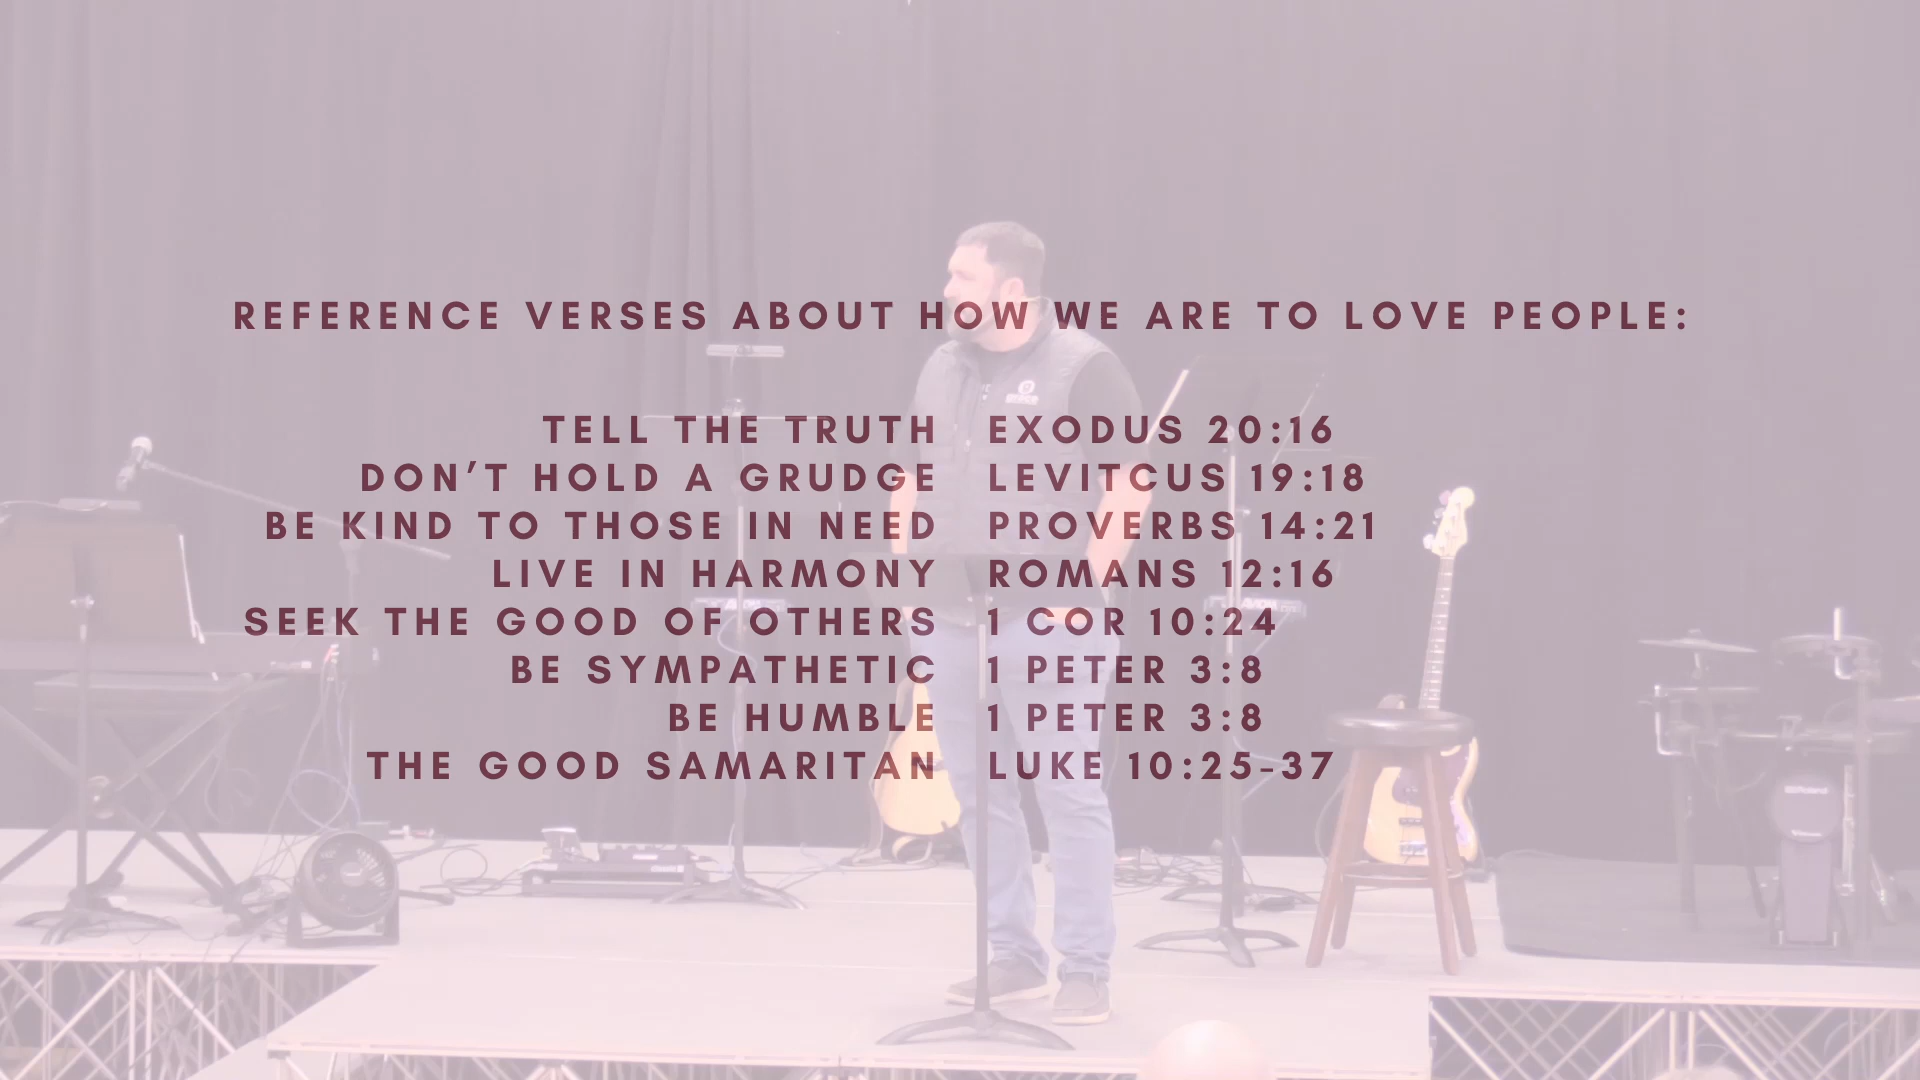 REFERENCE VERSES ABOUT HOW WE ARE TO LOVE PEOPLE:
TELL THE TRUTH EXODUS 20:16
DON'T HOLD A GRUDGE LEVITCUS 19:18
BE KIND TO THOSE IN NEED PROVERBS 14:21
LIVE IN HARMONY ROMANS 12:16
SEEK THE GOOD OF OTHERS 1 COR 10:24
BE SYMPATHETIC 1 PETER 3:8
BE HUMBLE 1 PETER 3:8
THE GOOD SAMARITAN LUKE 10:25-37
Roland